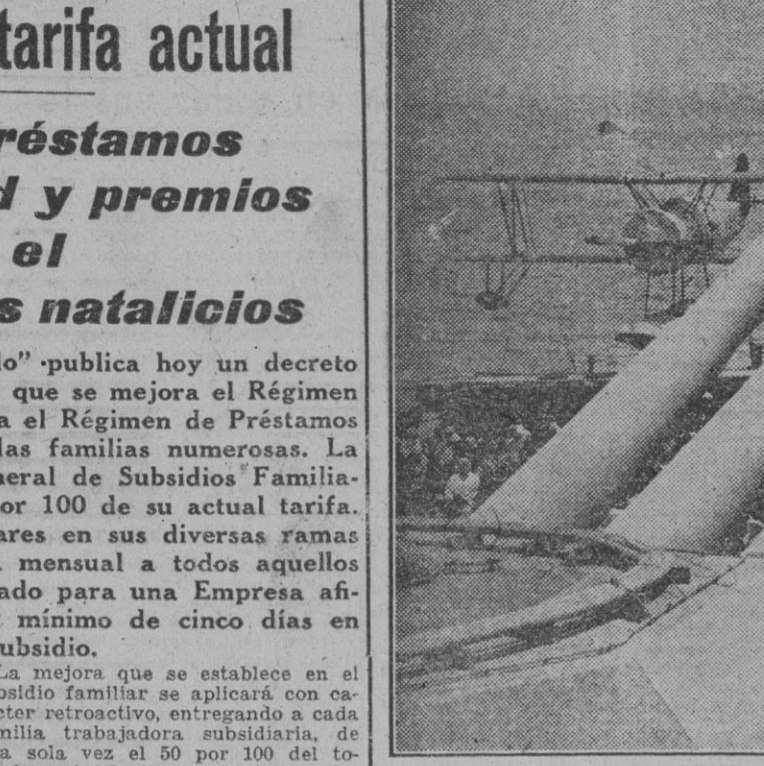 tarifa actual
réstamos
d y premios
el
s natalicios
lo" publica hoy un decreto
que se mejora el Régimen
a el Régimen de Préstamos
las familias numerosas. La
neral de Subsidios Familia-
or 100 de su actual tarifa.
ares en sus diversas ramas
a mensual a todos aquellos
ado para una Empresa afi-
mínimo de cinco días en
ubsidio.
La mejora que se establece en el
bsidio familiar se aplicará con ca-
cter retroactivo, entregando a cada
milia trabajadora subsidiaria, de
a sola vez el 50 por 100 del to-